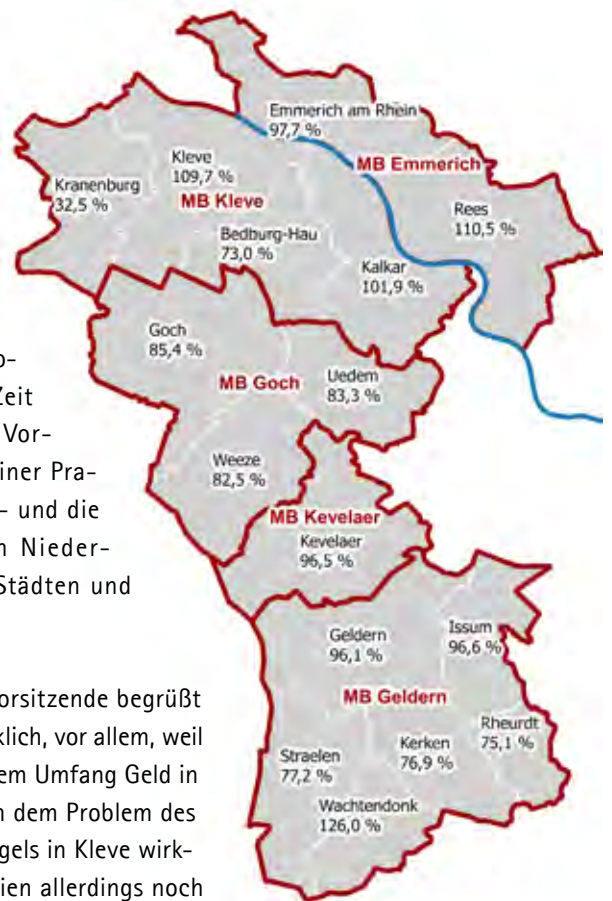 Emmerich am Rhein
97,7 %
MB Emmerich
Kleve
109,7 %
Kranenburg
32,5 %
MB Kleve
Rees
110,5 %
Bedburg-Hau
73,0 %
Kalkar
101,9 %
Goch
85,4 %
MB Goch
Uedem
83,3 %
Weeze
82,5 %
MB Kevelaer
Kevelaer
96,5 %
Geldern
96,1 %
Issum
96,6 %
MB Geldern
Rheurdt
75,1 %
Kerken
76,9 %
Straelen
77,2 %
Wachtendonk
126,0 %
o-
Zeit
Vor-
iner Pra-
- und die
Nieder-
Städten und
orsitzende begrüßt
klich, vor allem, weil
em Umfang Geld in
dem Problem des
gels in Kleve wirk-
ien allerdings noch